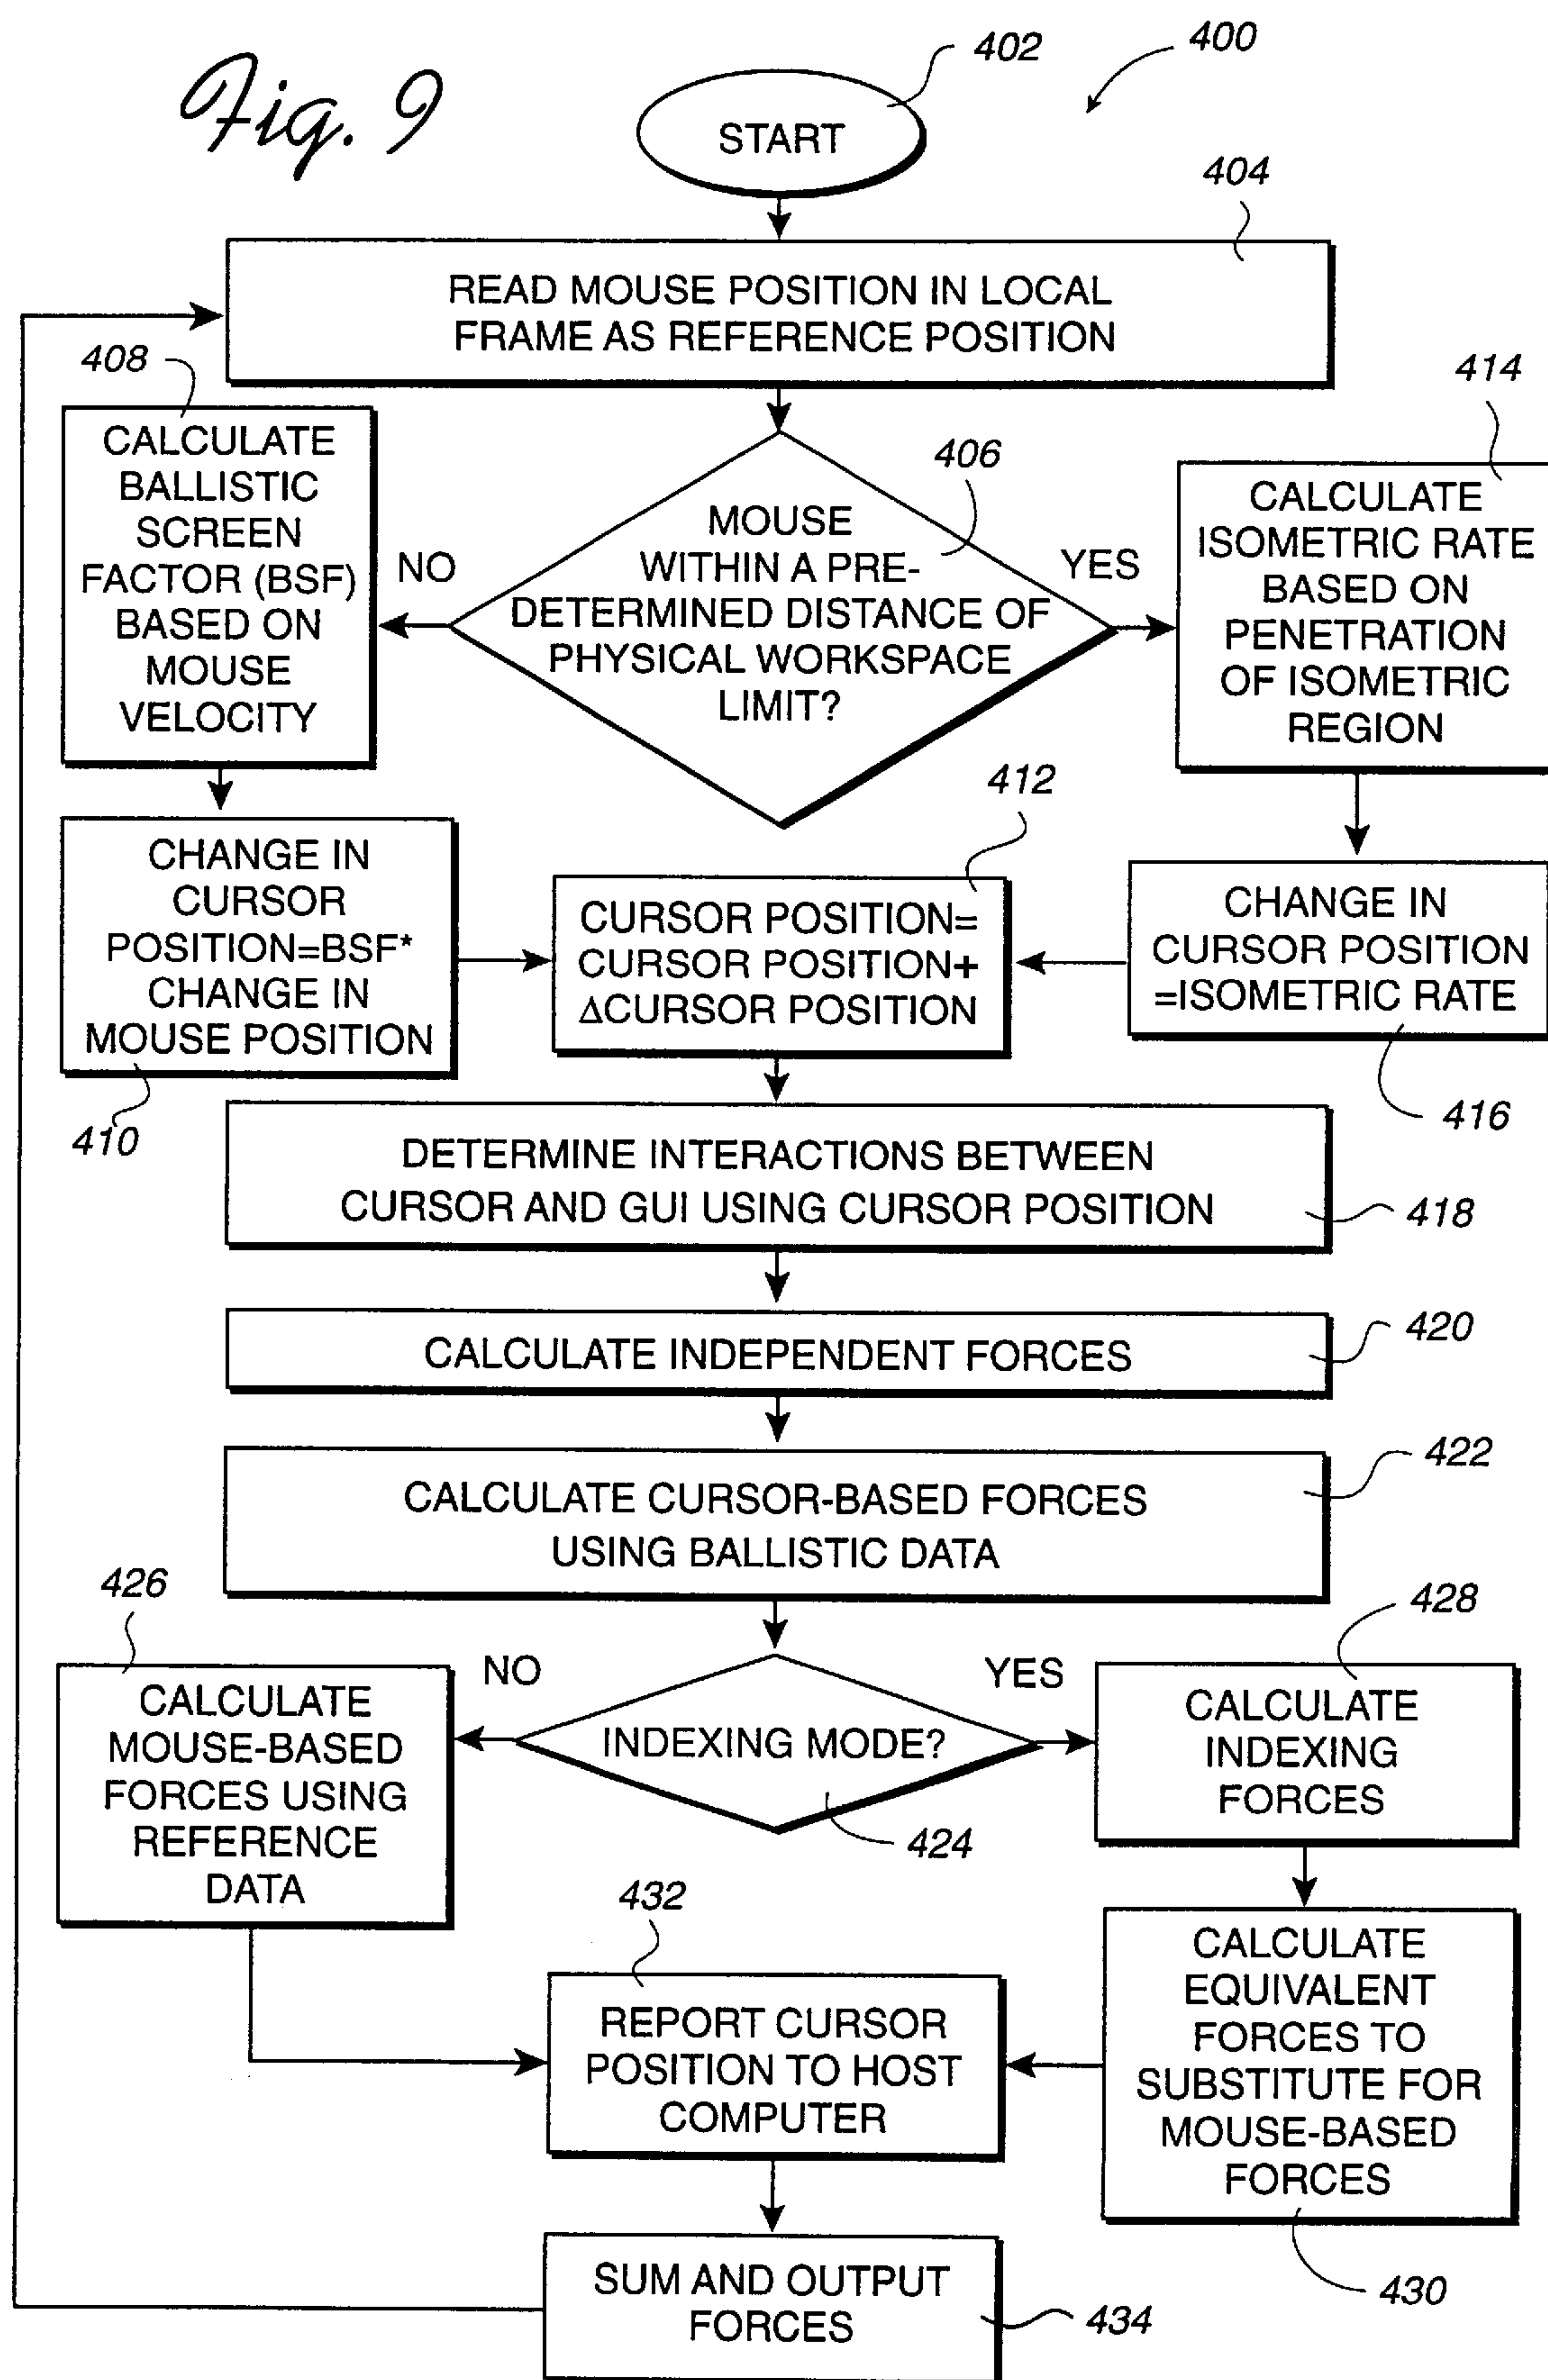 Fig. 9
402
400
START
404
READ MOUSE POSITION IN LOCAL
FRAME AS REFERENCE POSITION
408
CALCULATE
BALLISTIC
SCREEN
FACTOR (BSF)
BASED ON
MOUSE
VELOCITY
NO
406
MOUSE
WITHIN A PRE-
DETERMINED DISTANCE OF
PHYSICAL WORKSPACE
LIMIT?
YES
414
CALCULATE
ISOMETRIC RATE
BASED ON
PENETRATION
OF ISOMETRIC
REGION
CHANGE IN
CURSOR
POSITION=BSF*
CHANGE IN
MOUSE POSITION
410
412
CURSOR POSITION=
CURSOR POSITION+
ΔCURSOR POSITION
CHANGE IN
CURSOR POSITION
=ISOMETRIC RATE
416
DETERMINE INTERACTIONS BETWEEN
CURSOR AND GUI USING CURSOR POSITION
418
CALCULATE INDEPENDENT FORCES
420
CALCULATE CURSOR-BASED FORCES
USING BALLISTIC DATA
422
426
CALCULATE
MOUSE-BASED
FORCES USING
REFERENCE
DATA
NO
INDEXING MODE?
424
YES
428
CALCULATE
INDEXING
FORCES
432
REPORT CURSOR
POSITION TO HOST
COMPUTER
CALCULATE
EQUIVALENT
FORCES TO
SUBSTITUTE FOR
MOUSE-BASED
FORCES
430
SUM AND OUTPUT
FORCES
434